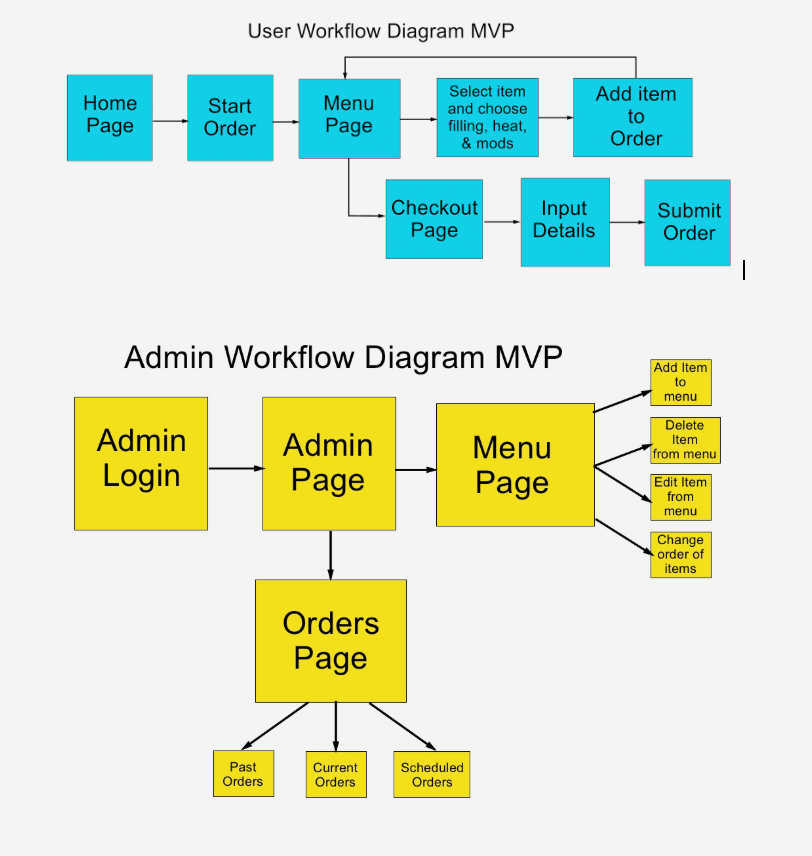 User Workflow Diagram MVP
Home
Page
Start
Order
Menu
Page
Select item
and choose
filling, heat,
& mods
Add item
to
Order
Checkout
Page
Input
Details
Submit
Order
Admin Workflow Diagram MVP
Admin
Login
Admin
Page
Menu
Page
Add Item
to
menu
Delete
Item
from menu
Edit Item
from
menu
Change
order of
items
Orders
Page
Past
Orders
Current
Orders
Scheduled
Orders